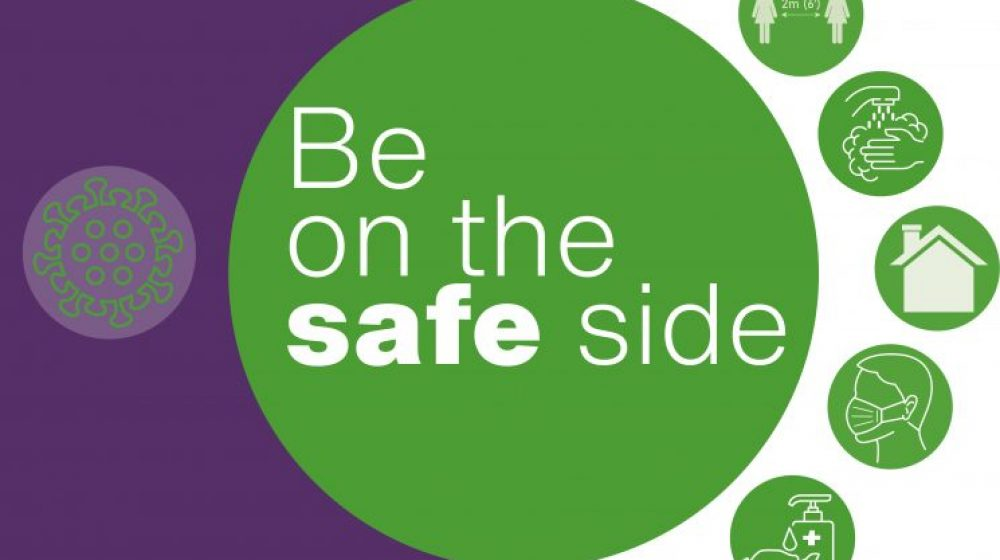 2m (6')
Be
on the
safe side